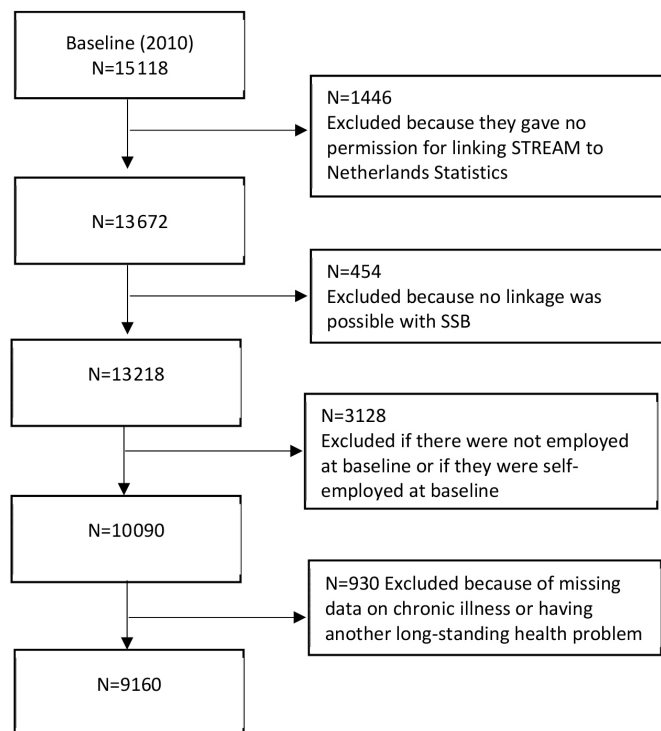 Baseline (2010)
N=15118
N=1446
Excluded because they gave no
permission for linking STREAM to
Netherlands Statistics
N=13672
N=454
Excluded because no linkage was
possible with SSB
N=13218
N=3128
Excluded if there were not employed
at baseline or if they were self-
employed at baseline
N=10090
N=930 Excluded because of missing
data on chronic illness or having
another long-standing health problem
N=9160